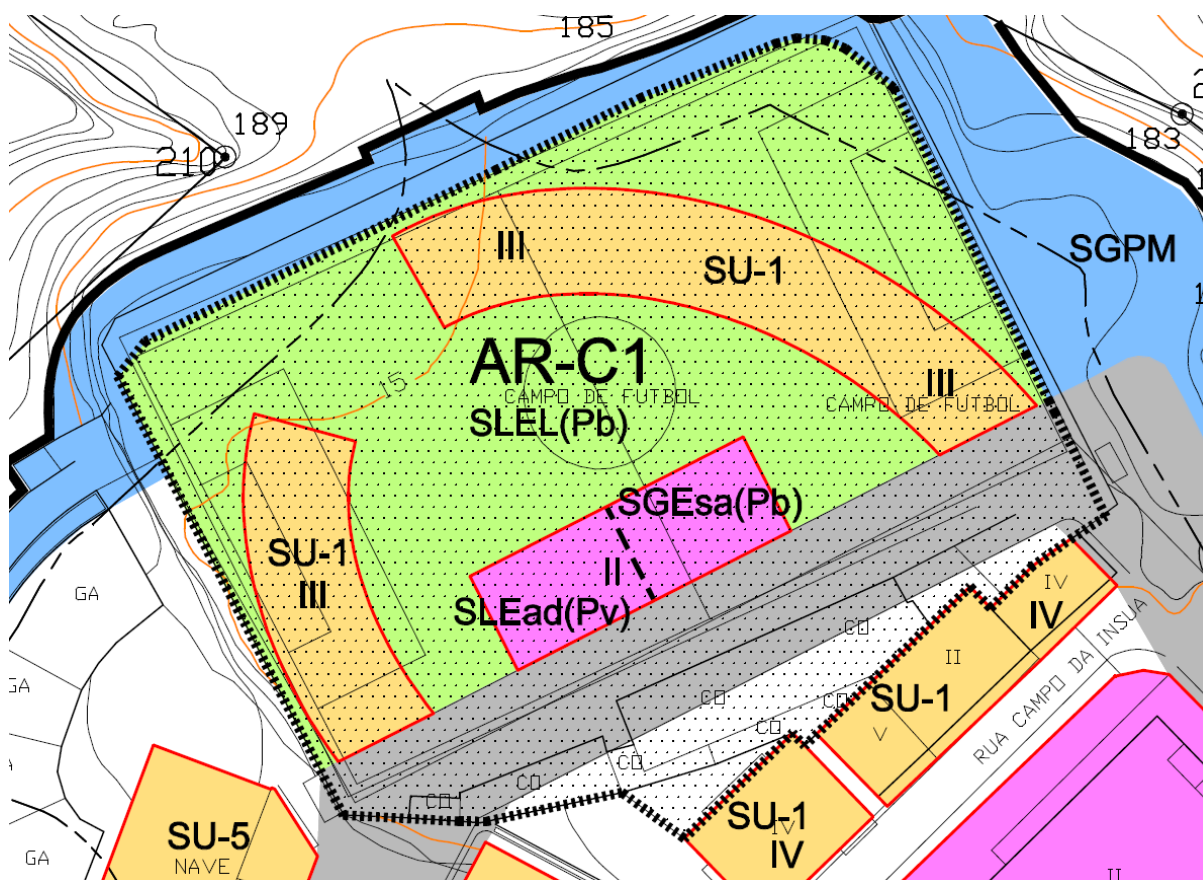 185
189
210
183
SGPM
III
SU-1
AR-C1
CAMPO DE FUTBOL
III
CAMPO DE FUTBOL
SLEL(Pb)
15
SGEsa(Pb)
SU-1
III
II
SLEad(Pv)
GA
GA
IV
IV
CO
II
SU-1
RUA CAMPO DA INSUA
CO
CO
V
CO
CO
CO
CO
SU-1
IV
IV
SU-5
NAVE
GA
II